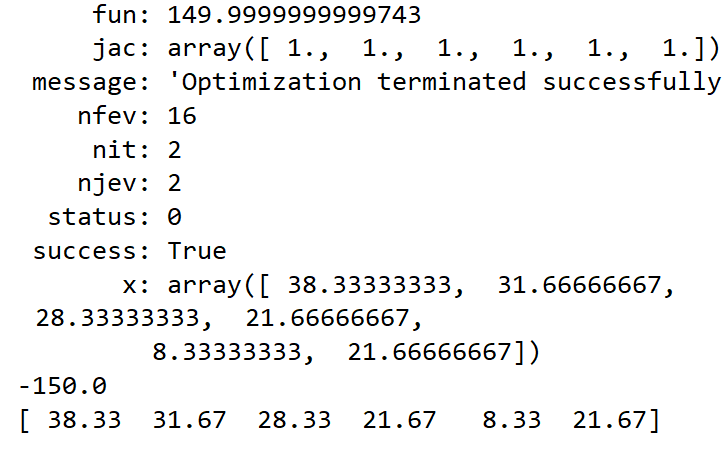 fun: 149.9999999999743
jac: array([ 1., 1., 1., 1., 1., 1.])
message: 'Optimization terminated successfully
nfev: 16
nit: 2
njev: 2
status: 0
success: True
x: array([ 38.33333333, 31.66666667,
28.33333333, 21.66666667,
8.33333333, 21.66666667])
-150.0
[ 38.33 31.67 28.33 21.67 8.33 21.67]